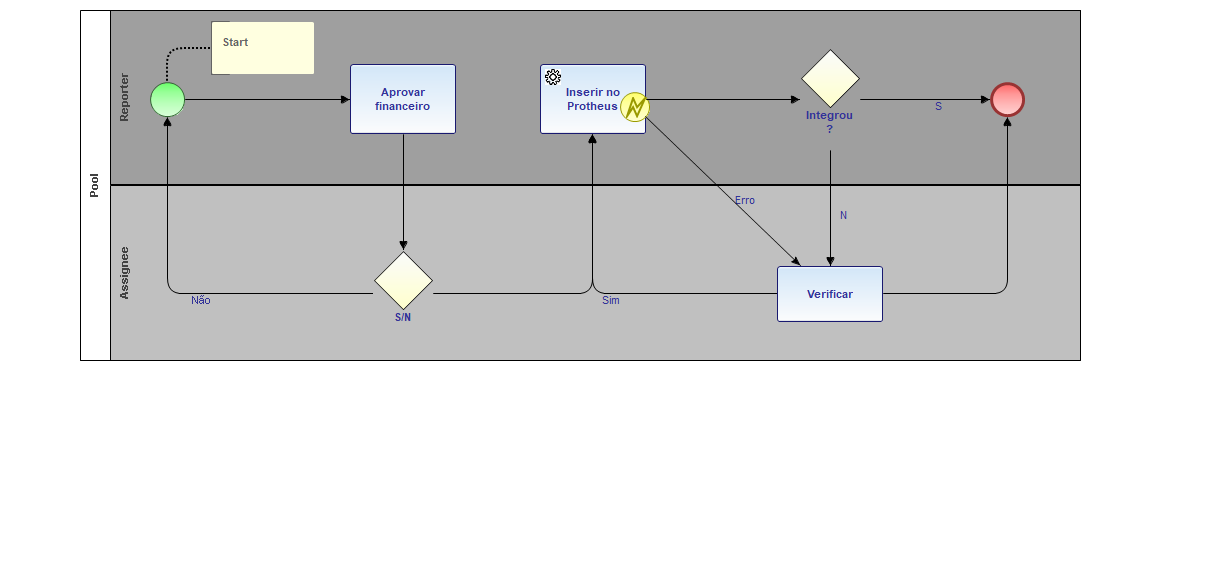 Pool
Reporter
Start
Aprovar
financeiro
Inserir no
Protheus
Integrou
?
S
Assignee
Não
S/N
Sim
Erro
N
Verificar